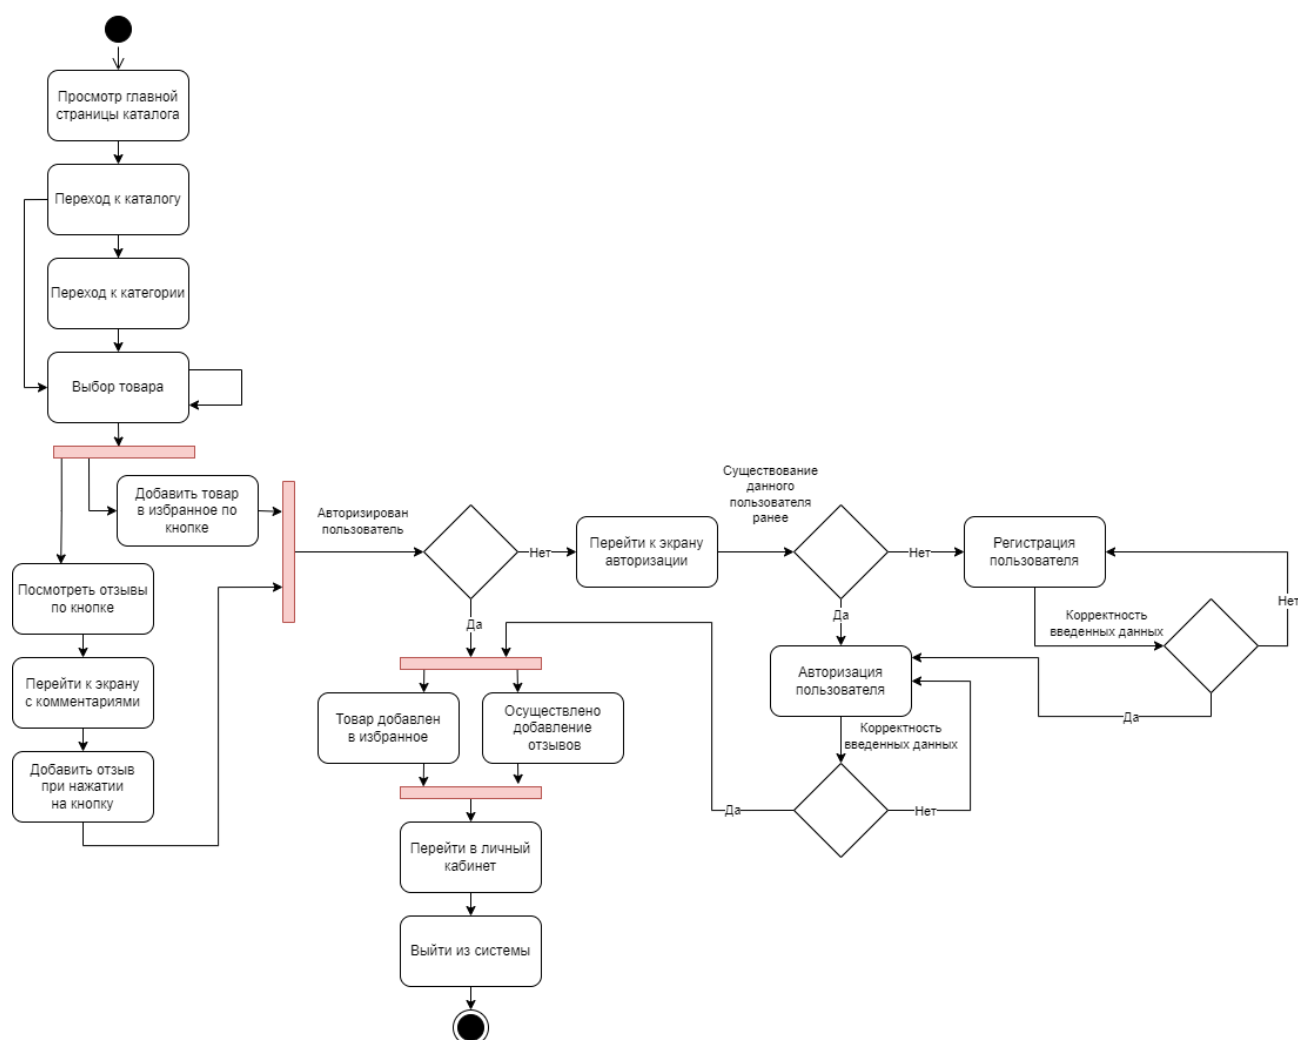 Просмотр главной
страницы каталога
Переход к каталогу
Переход к категории
Выбор товара
Добавить товар
в избранное по
кнопке
Посмотреть отзывы
по кнопке
Перейти к экрану
с комментариями
Добавить отзыв
при нажатии
на кнопку
Авторизирован
пользователь
Нет
Да
Перейти к экрану
авторизации
Существование
данного
пользователя
ранее
Нет
Да
Регистрация
пользователя
Корректность
введенных данных
Нет
Да
Авторизация
пользователя
Корректность
введенных данных
Нет
Да
Товар добавлен
в избранное
Осуществлено
добавление
отзывов
Перейти в личный
кабинет
Выйти из системы